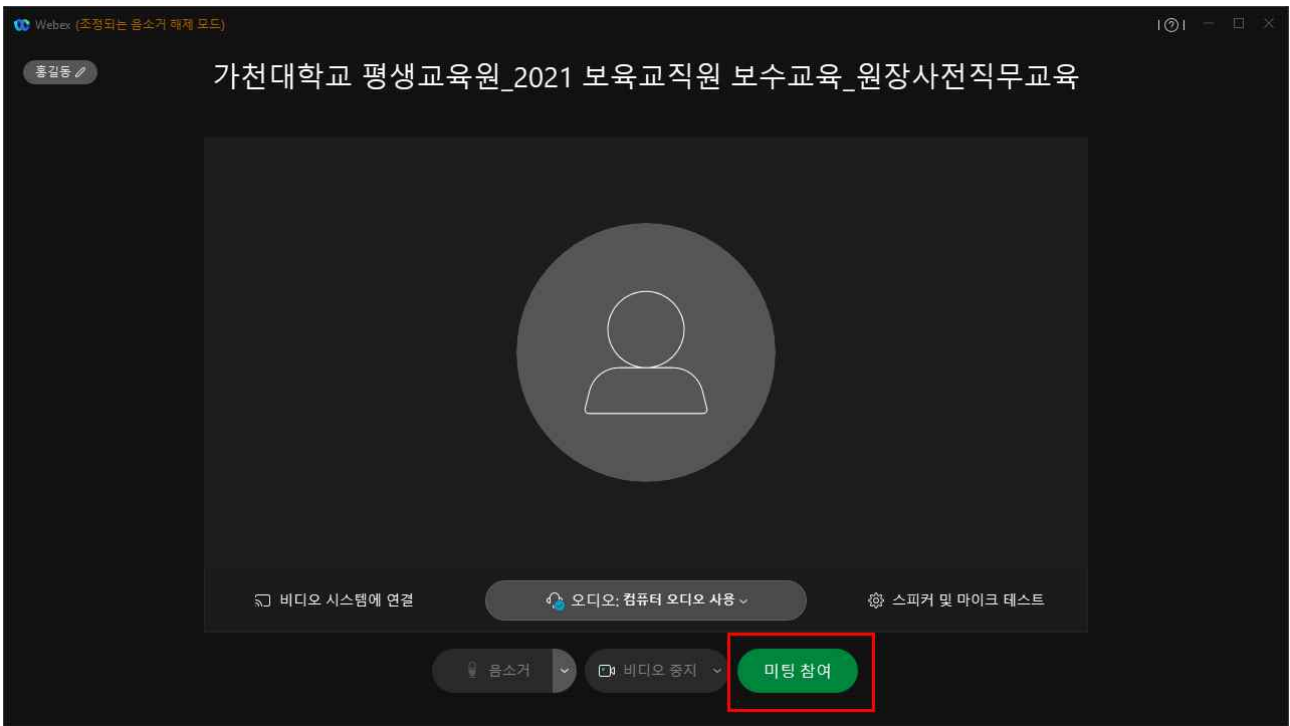 Webex (조정되는 음소거 해제 모드)
홍길동
가천대학교 평생교육원_2021 보육교직원 보수교육_원장사전직무교육
비디오 시스템에 연결
오디오: 컴퓨터 오디오 사용
스피커 및 마이크 테스트
음소거
비디오 중지
미팅 참여